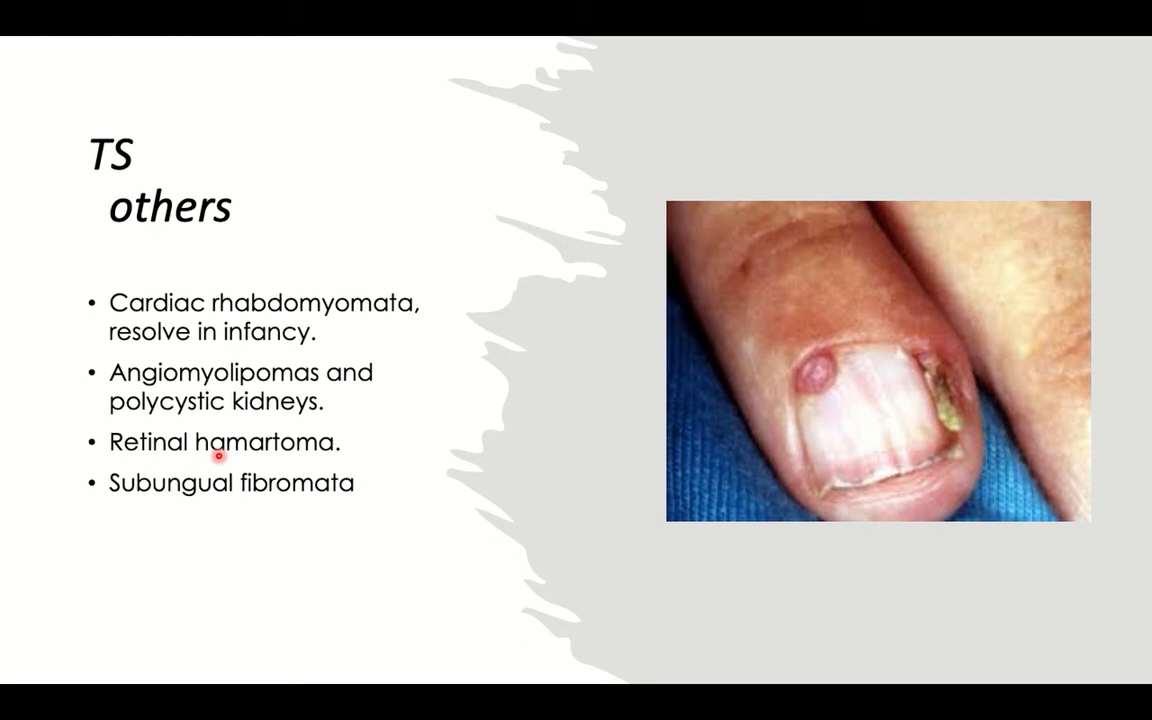 TS
others
• Cardiac rhabdomyomata,
resolve in infancy.
• Angiomyolipomas and
polycystic kidneys.
• Retinal hamartoma.
• Subungual fibromata